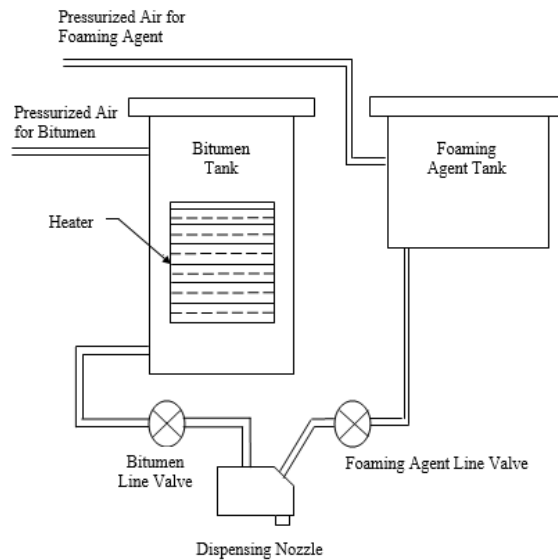 Pressurized Air for
Foaming Agent
Pressurized Air
for Bitumen
Bitumen
Tank
Foaming
Agent Tank
Heater
Bitumen
Line Valve
Foaming Agent Line Valve
Dispensing Nozzle